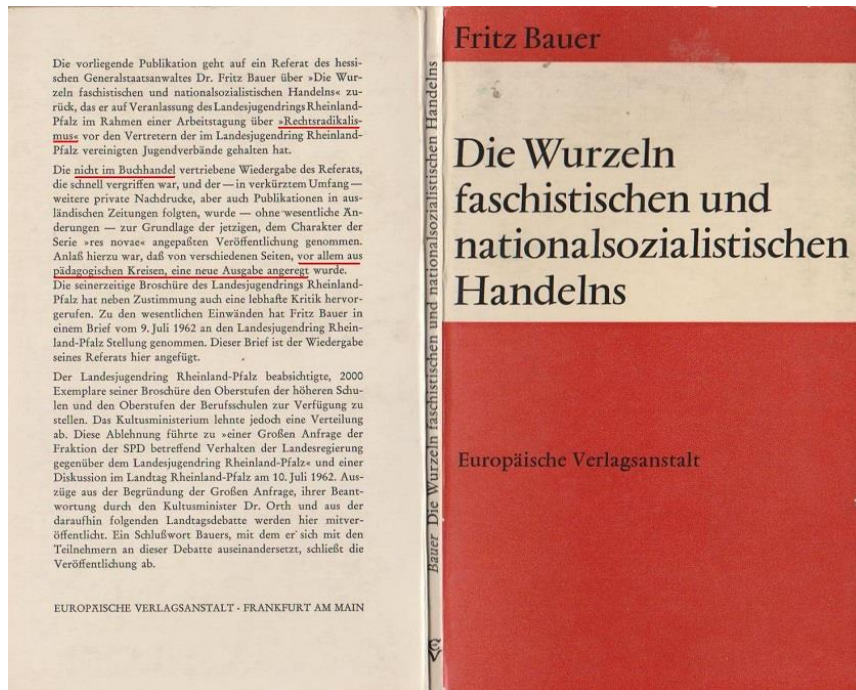 Die vorliegende Publikation geht auf ein Referat des hessi-
schen Generalstaatsanwaltes Dr. Fritz Bauer über »Die Wur-
zeln faschistischen und nationalsozialistischen Handelns« zu-
rück, das er auf Veranlassung des Landesjugendrings Rheinland-
Pfalz im Rahmen einer Arbeitstagung über »Rechtsradikalis-
mus« vor den Vertretern der im Landesjugendring Rheinland-
Pfalz vereinigten Jugendverbände gehalten hat.
Die nicht im Buchhandel vertriebene Wiedergabe des Referats,
die schnell vergriffen war, und der — in verkürztem Umfang —
weitere private Nachdrucke, aber auch Publikationen in aus-
ländischen Zeitungen folgten, wurde — ohne wesentliche Än-
derungen — zur Grundlage der jetzigen, dem Charakter der
Serie »res novae« angepaßten Veröffentlichung genommen.
Anlaß hierzu war, daß von verschiedenen Seiten, vor allem aus
pädagogischen Kreisen, eine neue Ausgabe angeregt wurde.
Die seinerzeitige Broschüre des Landesjugendrings Rheinland-
Pfalz hat neben Zustimmung auch eine lebhafte Kritik hervor-
gerufen. Zu den wesentlichen Einwänden hat Fritz Bauer in
einem Brief vom 9. Juli 1962 an den Landesjugendring Rhein-
land-Pfalz Stellung genommen. Dieser Brief ist der Wiedergabe
seines Referats hier angefügt.
Der Landesjugendring Rheinland-Pfalz beabsichtigte, 2000
Exemplare seiner Broschüre den Oberstufen der höheren Schu-
len und den Oberstufen der Berufsschulen zur Verfügung zu
stellen. Das Kultusministerium lehnte jedoch eine Verteilung
ab. Diese Ablehnung führte zu »einer Großen Anfrage der
Fraktion der SPD betreffend Verhalten der Landesregierung
gegenüber dem Landesjugendring Rheinland-Pfalz« und einer
Diskussion im Landtag Rheinland-Pfalz am 10. Juli 1962. Aus-
züge aus der Begründung der Großen Anfrage, ihrer Beant-
wortung durch den Kultusminister Dr. Orth und aus der
daraufhin folgenden Landtagsdebatte werden hier mitver-
öffentlicht. Ein Schlußwort Bauers, mit dem er sich mit den
Teilnehmern an dieser Debatte auseinandersetzt, schließt die
Veröffentlichung ab.
EUROPÄISCHE VERLAGSANSTALT · FRANKFURT AM MAIN
Bauer Die Wurzeln faschistischen und nationalsozialistischen Handelns
Fritz Bauer
Die Wurzeln
faschistischen und
nationalsozialistischen
Handelns
Europäische Verlagsanstalt